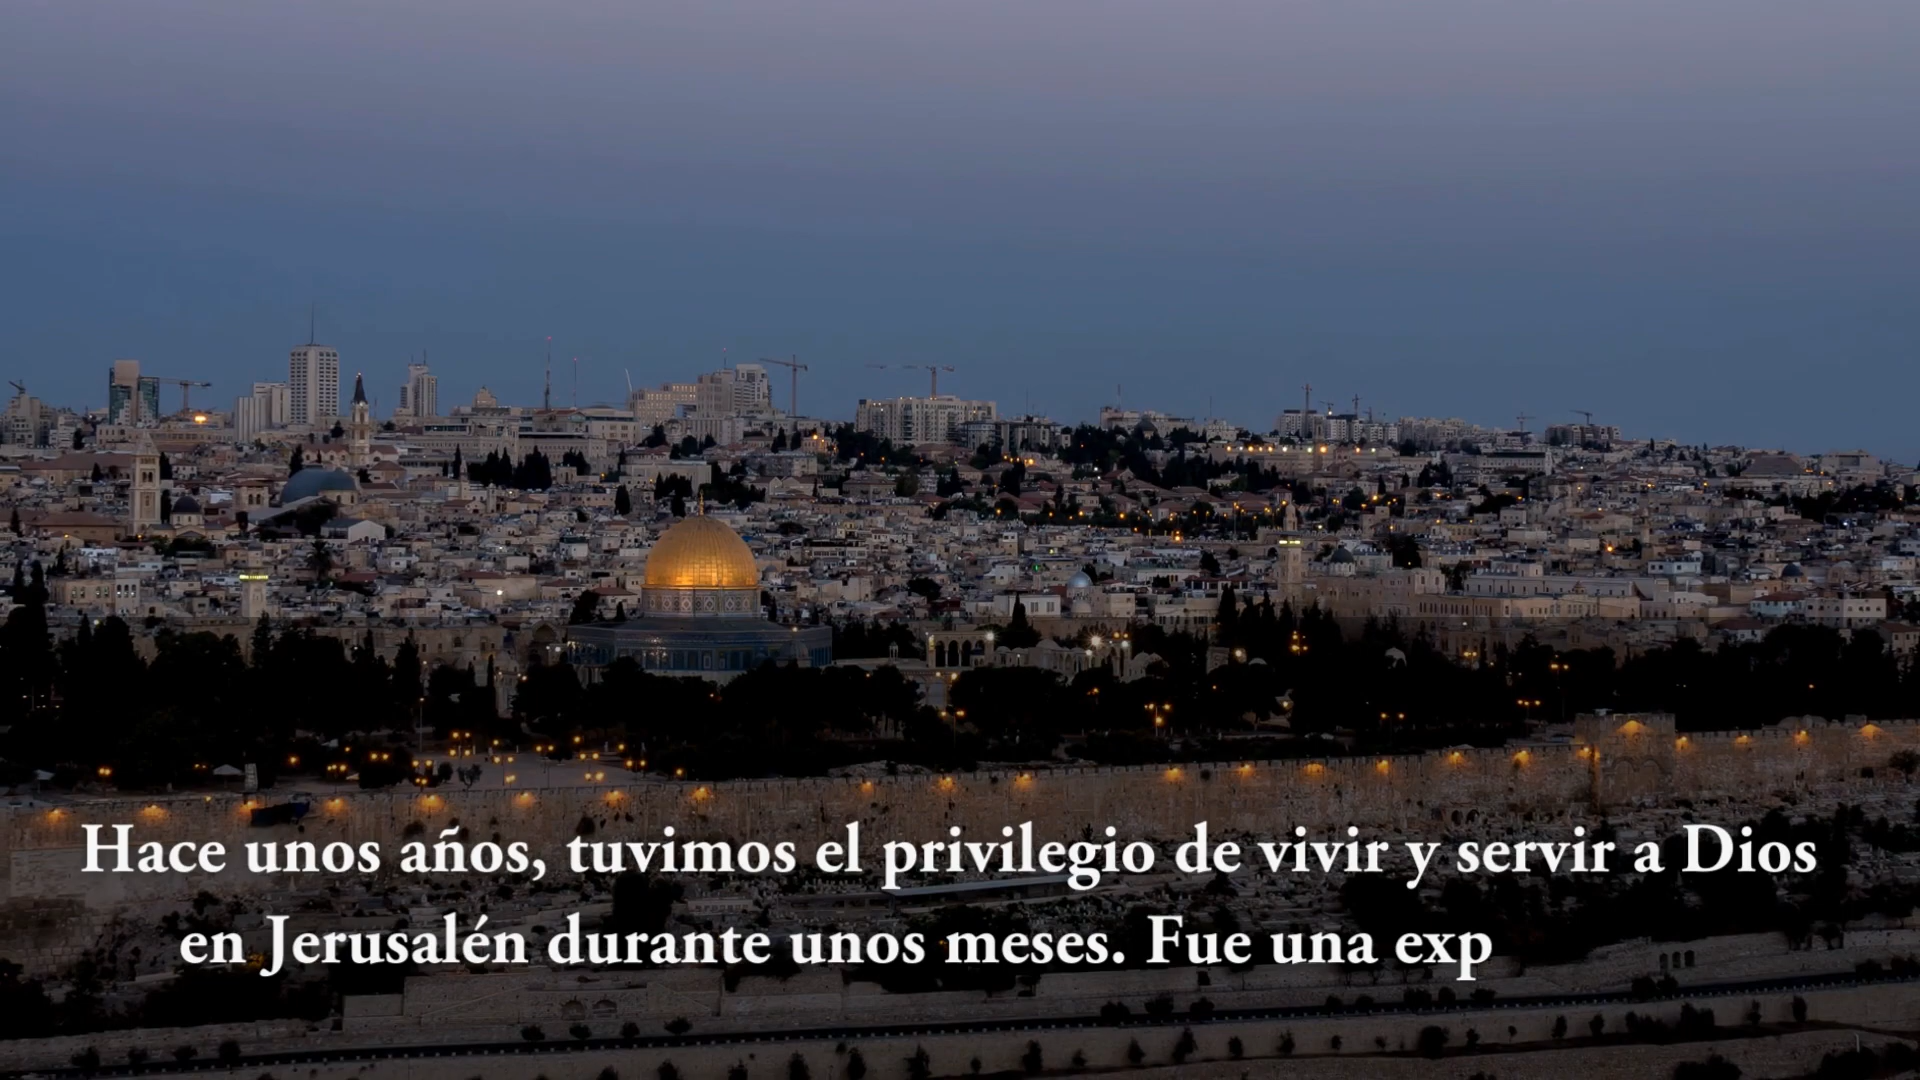 Hace unos años, tuvimos el privilegio de vivir y servir a Dios
en Jerusalén durante unos meses. Fue una exp